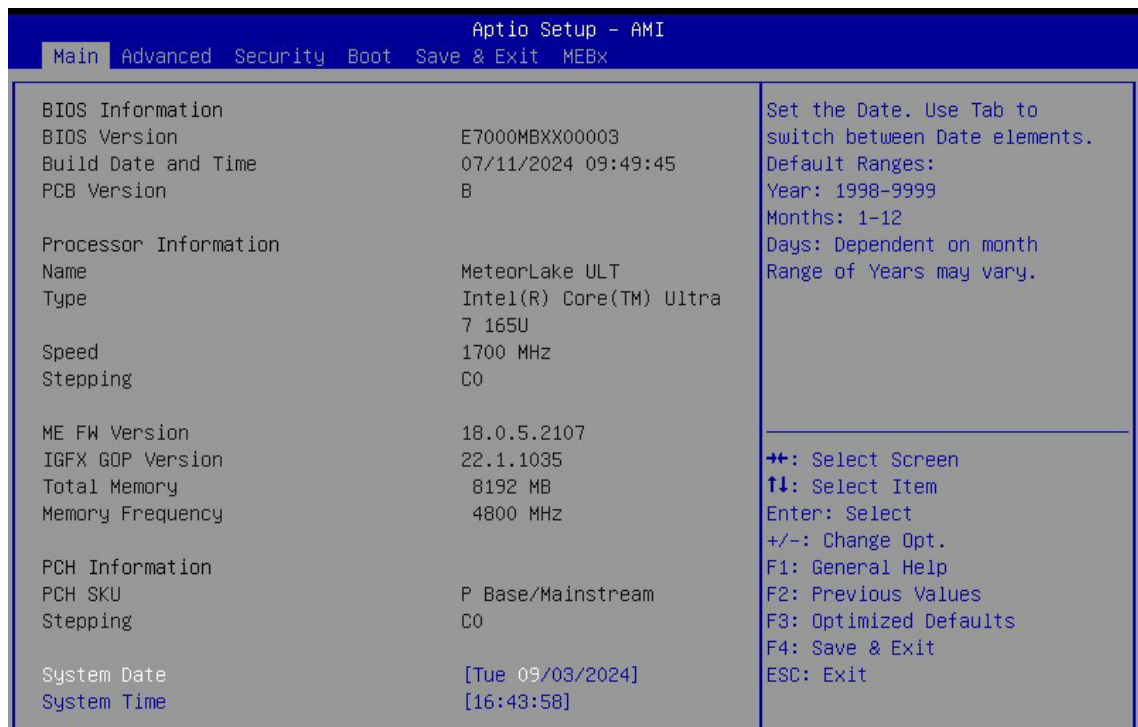 Aptio Setup – AMI
Main Advanced Security Boot Save & Exit MEBx
BIOS Information
BIOS Version E7000MBXX00003
Build Date and Time 07/11/2024 09:49:45
PCB Version B
Processor Information
Name MeteorLake ULT
Type Intel(R) Core(TM) Ultra
7 165U
Speed 1700 MHz
Stepping C0
ME FW Version 18.0.5.2107
IGFX GOP Version 22.1.1035
Total Memory 8192 MB
Memory Frequency 4800 MHz
PCH Information
PCH SKU P Base/Mainstream
Stepping C0
System Date [Tue 09/03/2024]
System Time [16:43:58]
Set the Date. Use Tab to
switch between Date elements.
Default Ranges:
Year: 1998-9999
Months: 1-12
Days: Dependent on month
Range of Years may vary.
→←: Select Screen
↑↓: Select Item
Enter: Select
+/-: Change Opt.
F1: General Help
F2: Previous Values
F3: Optimized Defaults
F4: Save & Exit
ESC: Exit